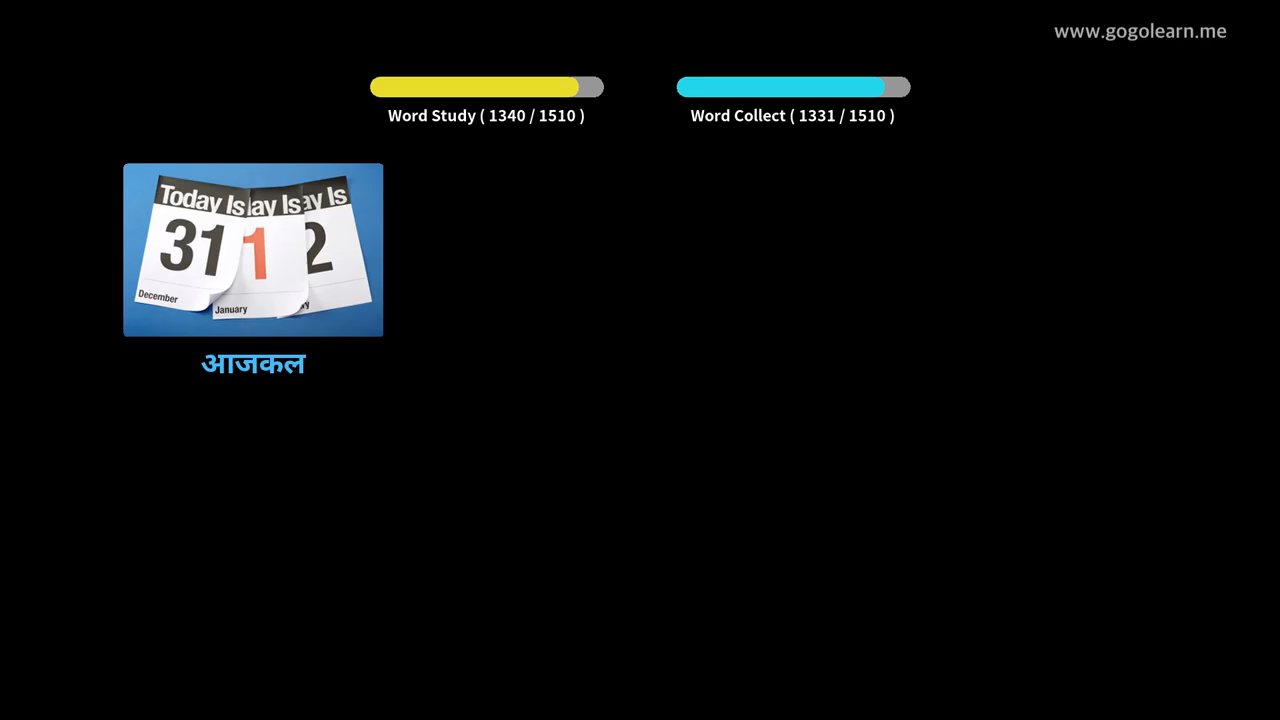 www.gogolearn.me
Word Study ( 1340 / 1510 )
Word Collect ( 1331 / 1510 )
Today Is
ay Is
ay Is
31
1
2
December
January
आजकल